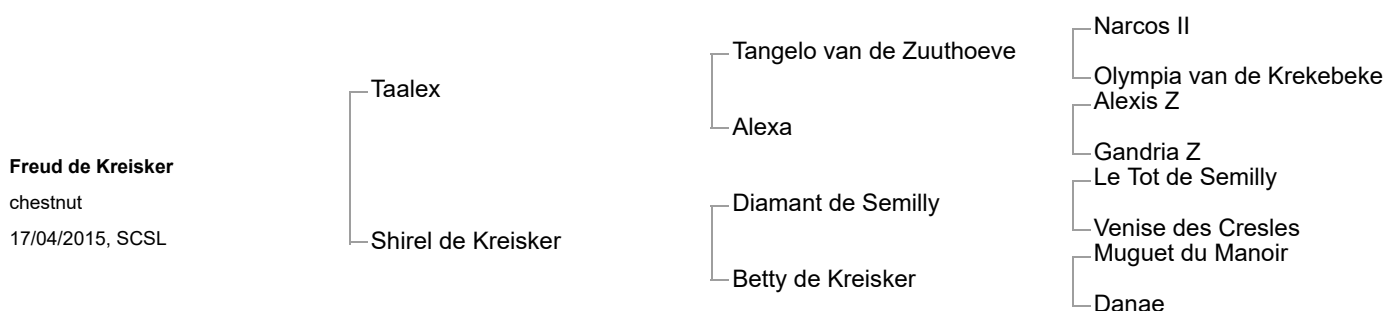 Freud de Kreisker
chestnut
17/04/2015, SCSL
Taalex
Shirel de Kreisker
Tangelo van de Zuuthoeve
Alexa
Diamant de Semilly
Betty de Kreisker
Narcos II
Olympia van de Krekebeke
Alexis Z
Gandria Z
Le Tot de Semilly
Venise des Cresles
Muguet du Manoir
Danae